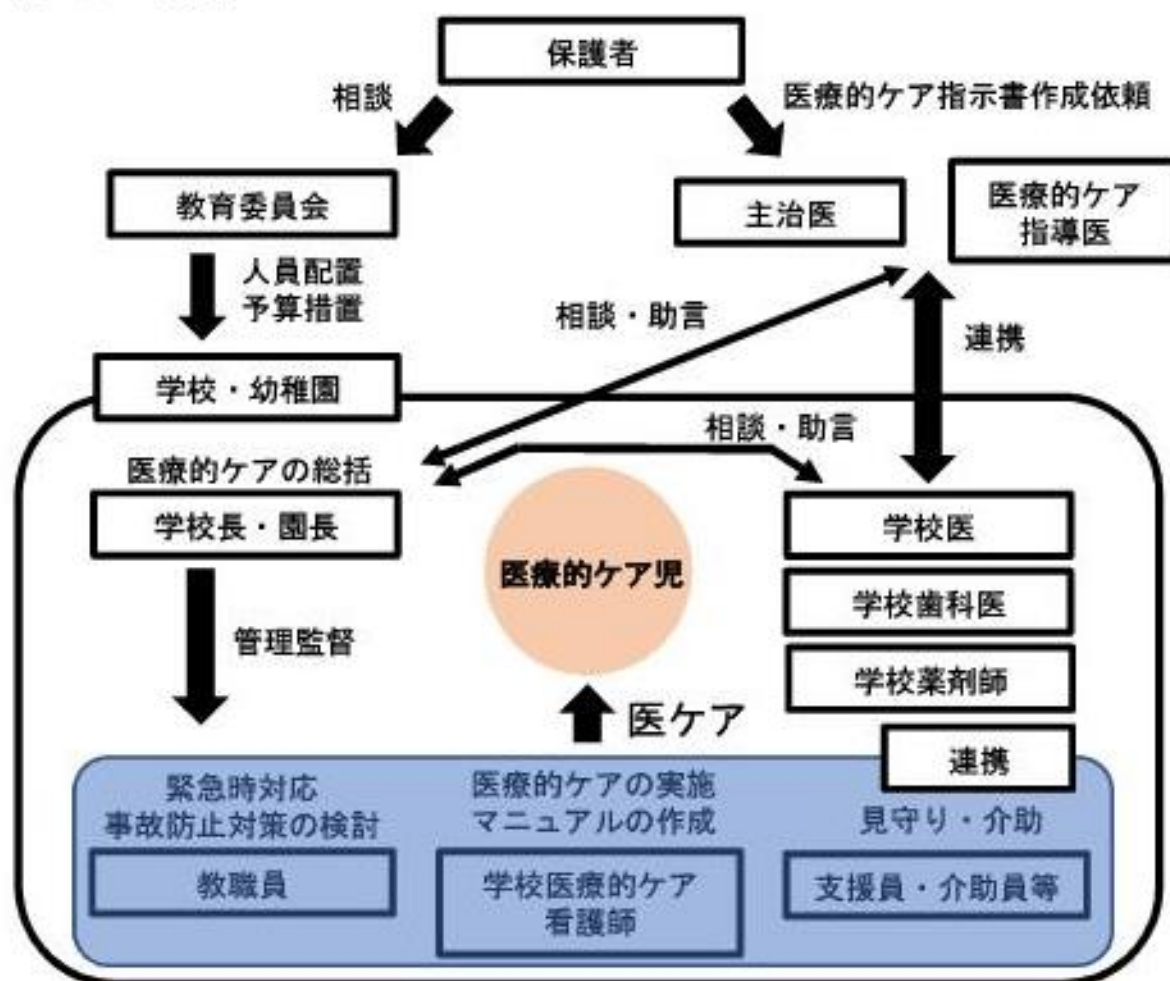 保護者
相談
医療的ケア指示書作成依頼
教育委員会
主治医
医療的ケア
指導医
人員配置
予算措置
相談・助言
連携
学校・幼稚園
相談・助言
医療的ケアの総括
学校長・園長
学校医
医療的ケア児
学校歯科医
管理監督
学校薬剤師
医ケア
連携
緊急時対応
事故防止対策の検討
教職員
医療的ケアの実施
マニュアルの作成
学校医療的ケア
看護師
見守り・介助
支援員・介助員等